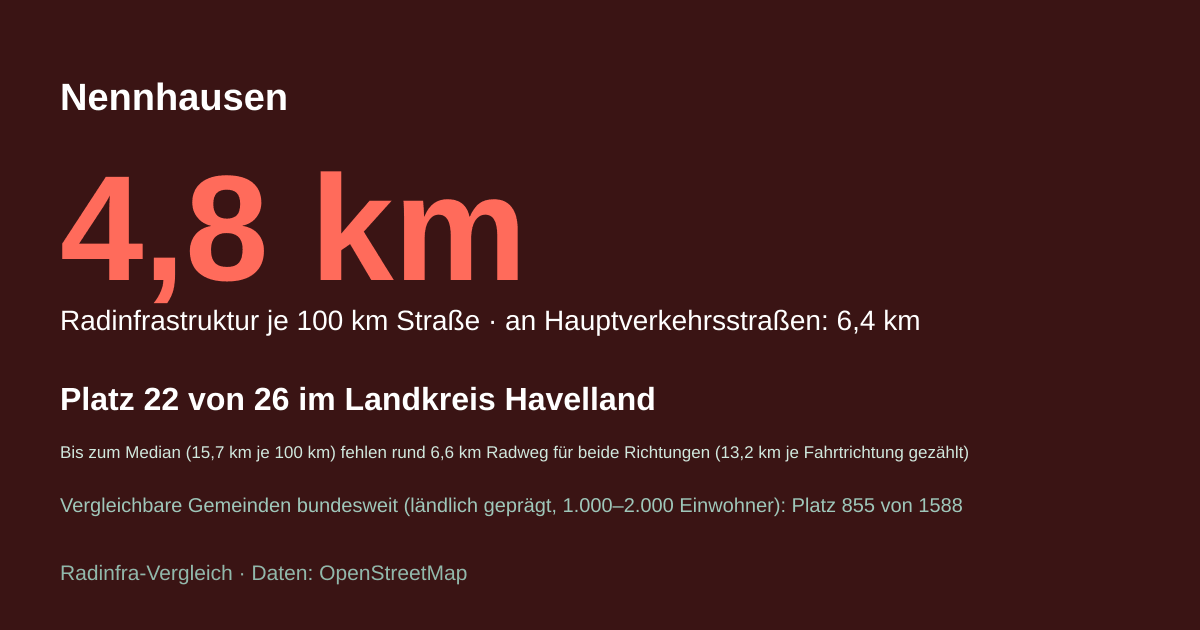 Nennhausen
4,8 km
Radinfrastruktur je 100 km Straße · an Hauptverkehrsstraßen: 6,4 km
Platz 22 von 26 im Landkreis Havelland
Bis zum Median (15,7 km je 100 km) fehlen rund 6,6 km Radweg für beide Richtungen (13,2 km je Fahrtrichtung gezählt)
Vergleichbare Gemeinden bundesweit (ländlich geprägt, 1.000–2.000 Einwohner): Platz 855 von 1588
Radinfra-Vergleich · Daten: OpenStreetMap